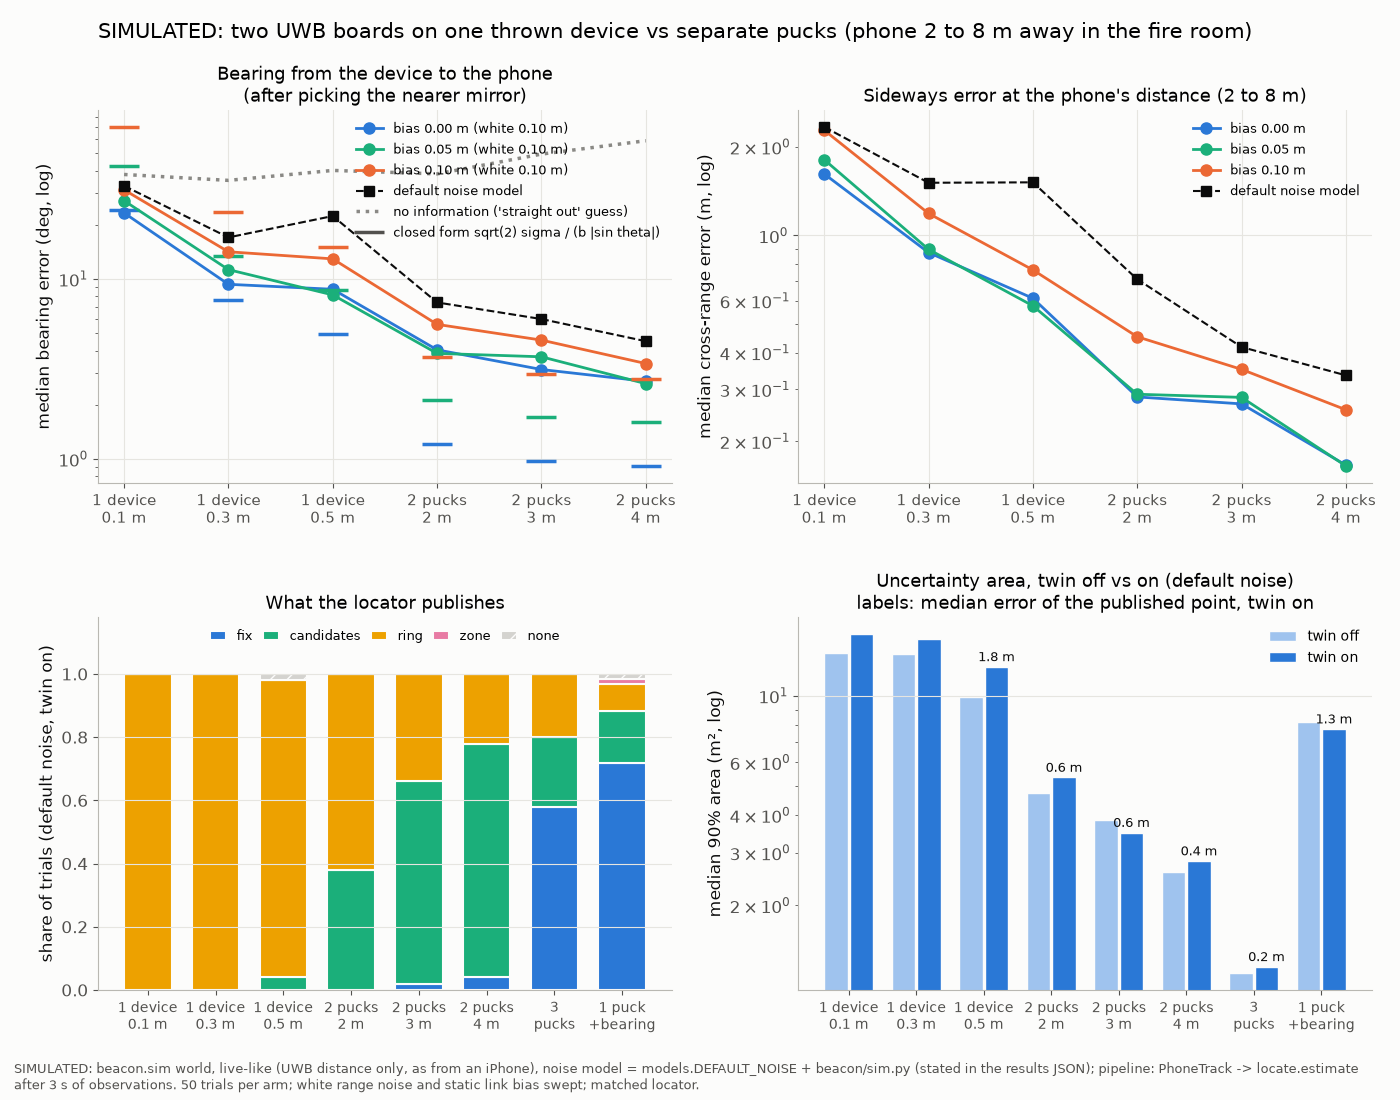 SIMULATED: two UWB boards on one thrown device vs separate pucks (phone 2 to 8 m away in the fire room)
Bearing from the device to the phone
(after picking the nearer mirror)
median bearing error (deg, log)
10¹
10⁰
bias 0.00 m (white 0.10 m)
bias 0.05 m (white 0.10 m)
bias 0.10 m (white 0.10 m)
default noise model
no information ('straight out' guess)
closed form sqrt(2) sigma / (b |sin theta|)
1 device 1 device 1 device 2 pucks 2 pucks 2 pucks
0.1 m 0.3 m 0.5 m 2 m 3 m 4 m
Sideways error at the phone's distance (2 to 8 m)
median cross-range error (m, log)
2 × 10⁰
10⁰
6 × 10⁻¹
4 × 10⁻¹
3 × 10⁻¹
2 × 10⁻¹
bias 0.00 m
bias 0.05 m
bias 0.10 m
default noise model
1 device 1 device 1 device 2 pucks 2 pucks 2 pucks
0.1 m 0.3 m 0.5 m 2 m 3 m 4 m
What the locator publishes
fix candidates ring zone none
share of trials (default noise, twin on)
1.0
0.8
0.6
0.4
0.2
0.0
1 device 1 device 1 device 2 pucks 2 pucks 2 pucks 3 1 puck
0.1 m 0.3 m 0.5 m 2 m 3 m 4 m pucks +bearing
Uncertainty area, twin off vs on (default noise)
labels: median error of the published point, twin on
median 90% area (m², log)
10¹
6 × 10⁰
4 × 10⁰
3 × 10⁰
2 × 10⁰
twin off
twin on
1.8 m
0.6 m
0.6 m
0.4 m
0.2 m
1.3 m
1 device 1 device 1 device 2 pucks 2 pucks 2 pucks 3 1 puck
0.1 m 0.3 m 0.5 m 2 m 3 m 4 m pucks +bearing
SIMULATED: beacon.sim world, live-like (UWB distance only, as from an iPhone), noise model = models.DEFAULT_NOISE + beacon/sim.py (stated in the results JSON); pipeline: PhoneTrack -> locate.estimate
after 3 s of observations. 50 trials per arm; white range noise and static link bias swept; matched locator.